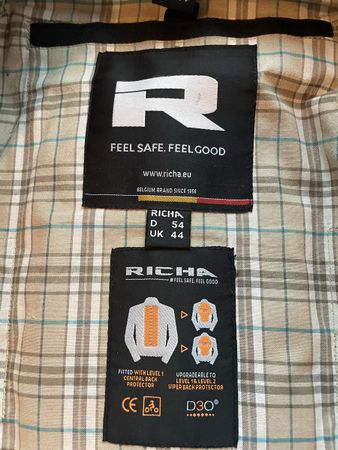 R
FEEL SAFE. FEEL GOOD
www.richa.eu
BELGIUM BRAND SINCE 1956
RICHA
D 54
UK 44
RICHA
#FEEL SAFE, FEEL GOOD
FITTED WITH LEVEL 1
CENTRAL BACK
PROTECTOR
UPGRADEABLE TO
LEVEL 1& LEVEL 2
VIPER BACK PROTECTOR
CE
D3O